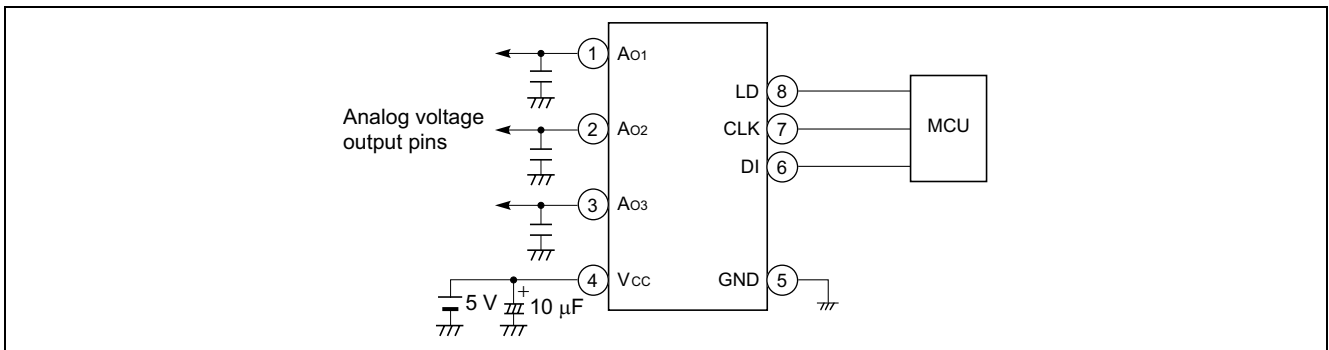 1 AO1
LD 8
Analog voltage
output pins
2 AO2
CLK 7
MCU
DI 6
3 AO3
4 VCC
GND 5
5 V
+
10 μF